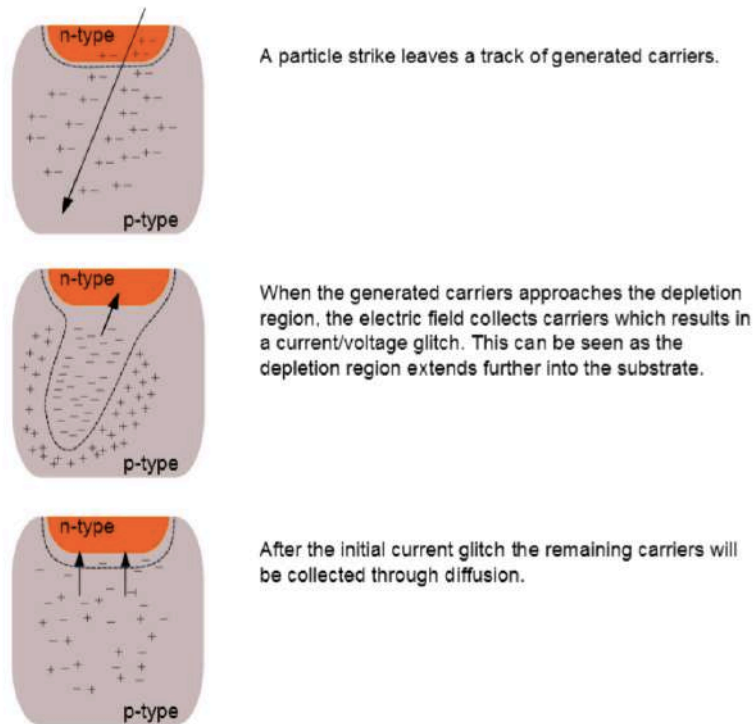 n-type
A particle strike leaves a track of generated carriers.
p-type
n-type
When the generated carriers approaches the depletion
region, the electric field collects carriers which results in
a current/voltage glitch. This can be seen as the
depletion region extends further into the substrate.
p-type
n-type
After the initial current glitch the remaining carriers will
be collected through diffusion.
p-type